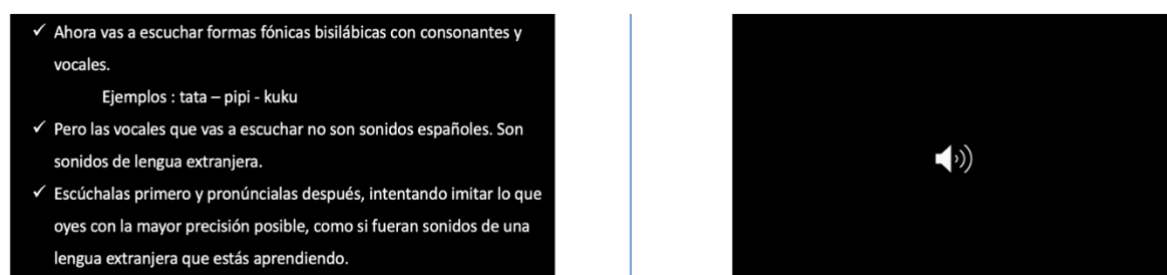 ✓ Ahora vas a escuchar formas fónicas bisilábicas con consonantes y
vocales.
Ejemplos : tata – pipi - kuku
✓ Pero las vocales que vas a escuchar no son sonidos españoles. Son
sonidos de lengua extranjera.
✓ Escúchalas primero y pronúncialas después, intentando imitar lo que
oyes con la mayor precisión posible, como si fueran sonidos de una
lengua extranjera que estás aprendiendo.